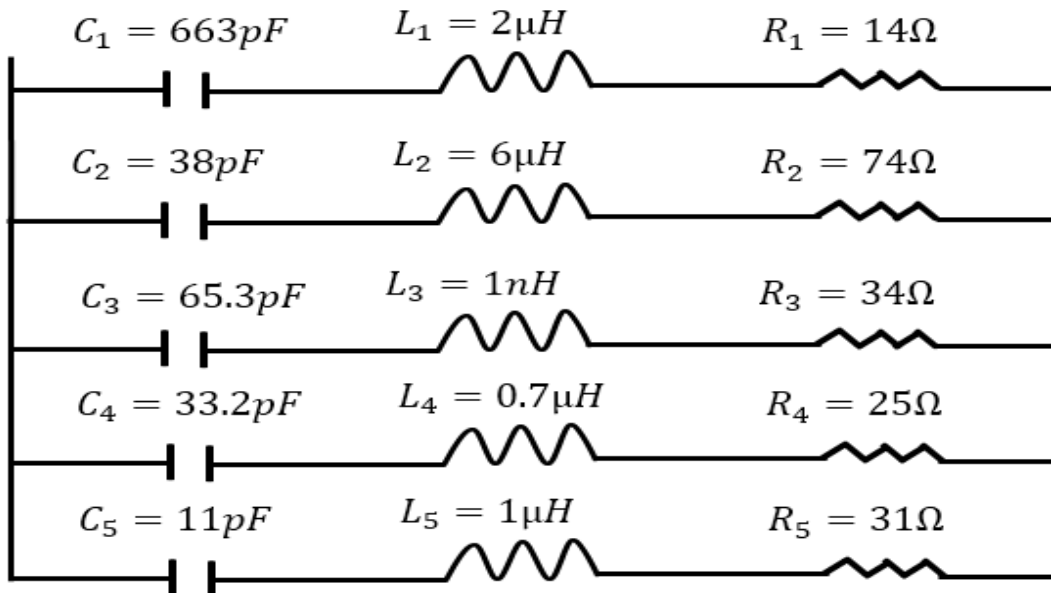 C₁ = 663pF L₁ = 2μH R₁ = 14Ω
C₂ = 38pF L₂ = 6μH R₂ = 74Ω
C₃ = 65.3pF L₃ = 1nH R₃ = 34Ω
C₄ = 33.2pF L₄ = 0.7μH R₄ = 25Ω
C₅ = 11pF L₅ = 1μH R₅ = 31Ω